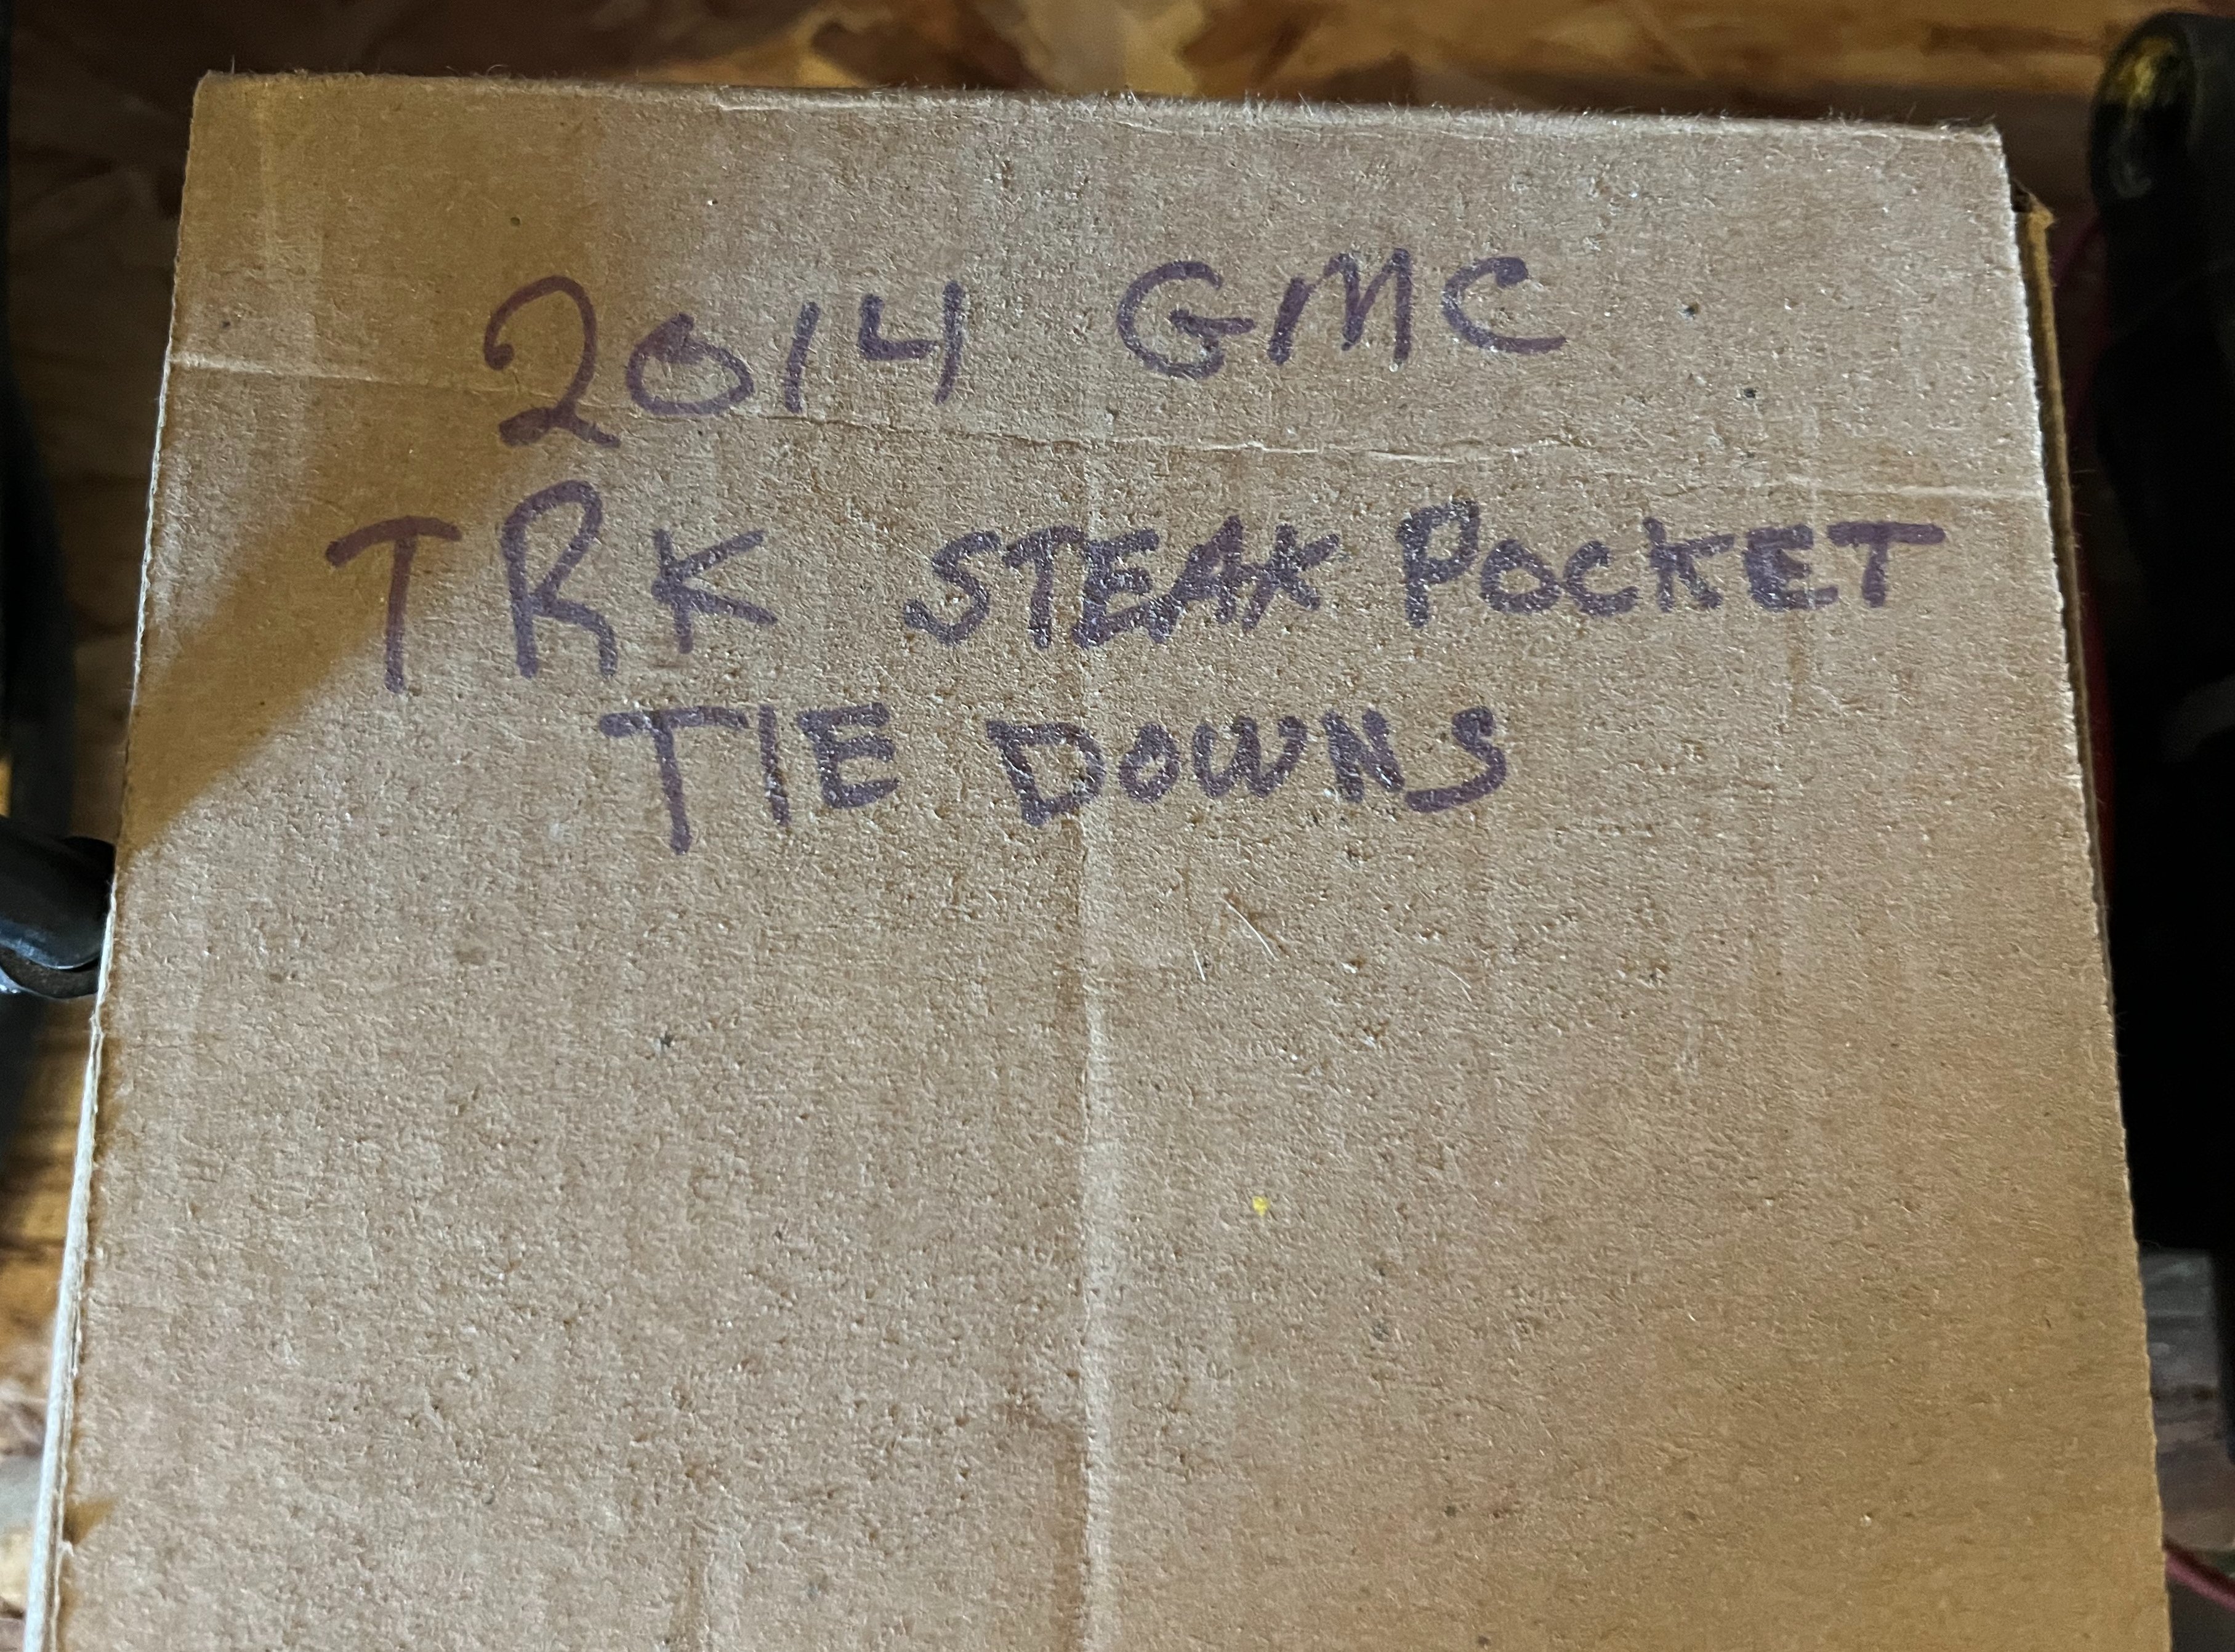 2014 GMC
TRK STEAK POCKET
TIE DOWNS